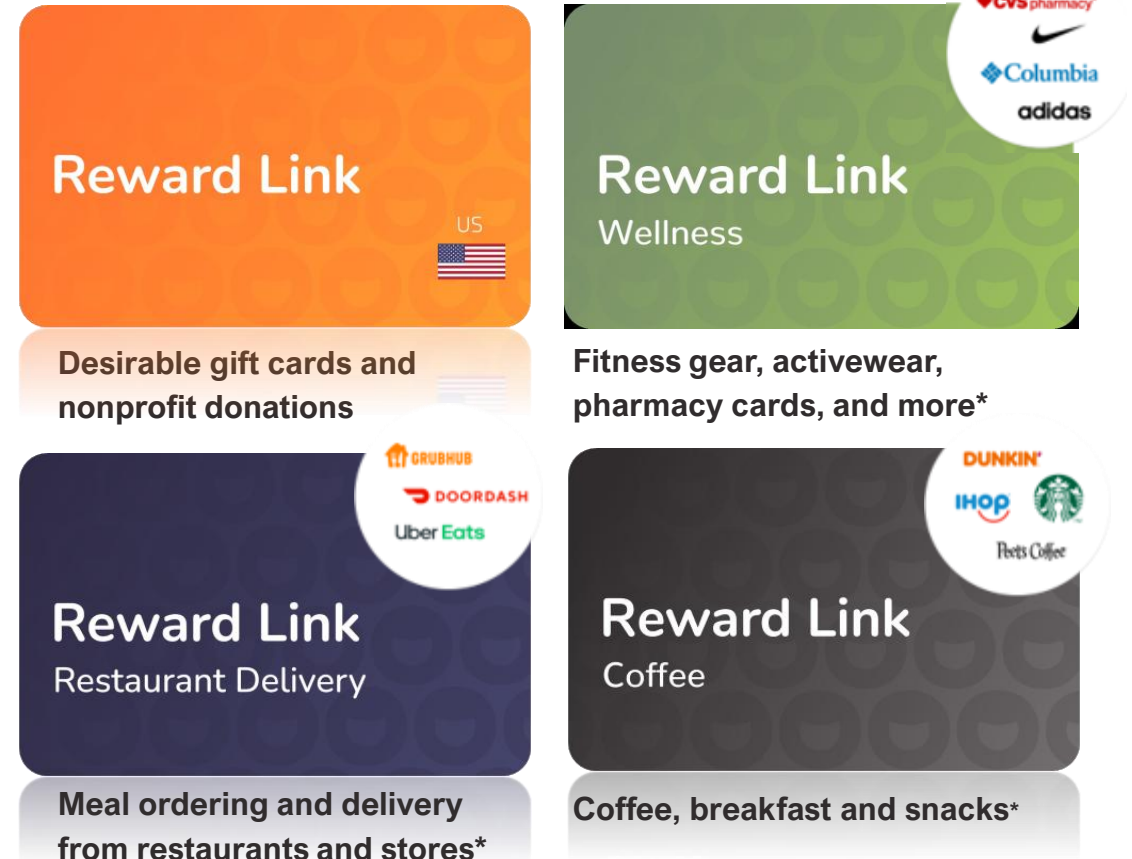 Reward Link
US
Desirable gift cards and
nonprofit donations
CVS pharmacy
Columbia
adidas
Reward Link
Wellness
Fitness gear, activewear,
pharmacy cards, and more*
GRUBHUB
DOORDASH
Uber Eats
Reward Link
Restaurant Delivery
Meal ordering and delivery
from restaurants and stores*
DUNKIN'
IHOP
Peet's Coffee
Reward Link
Coffee
Coffee, breakfast and snacks*